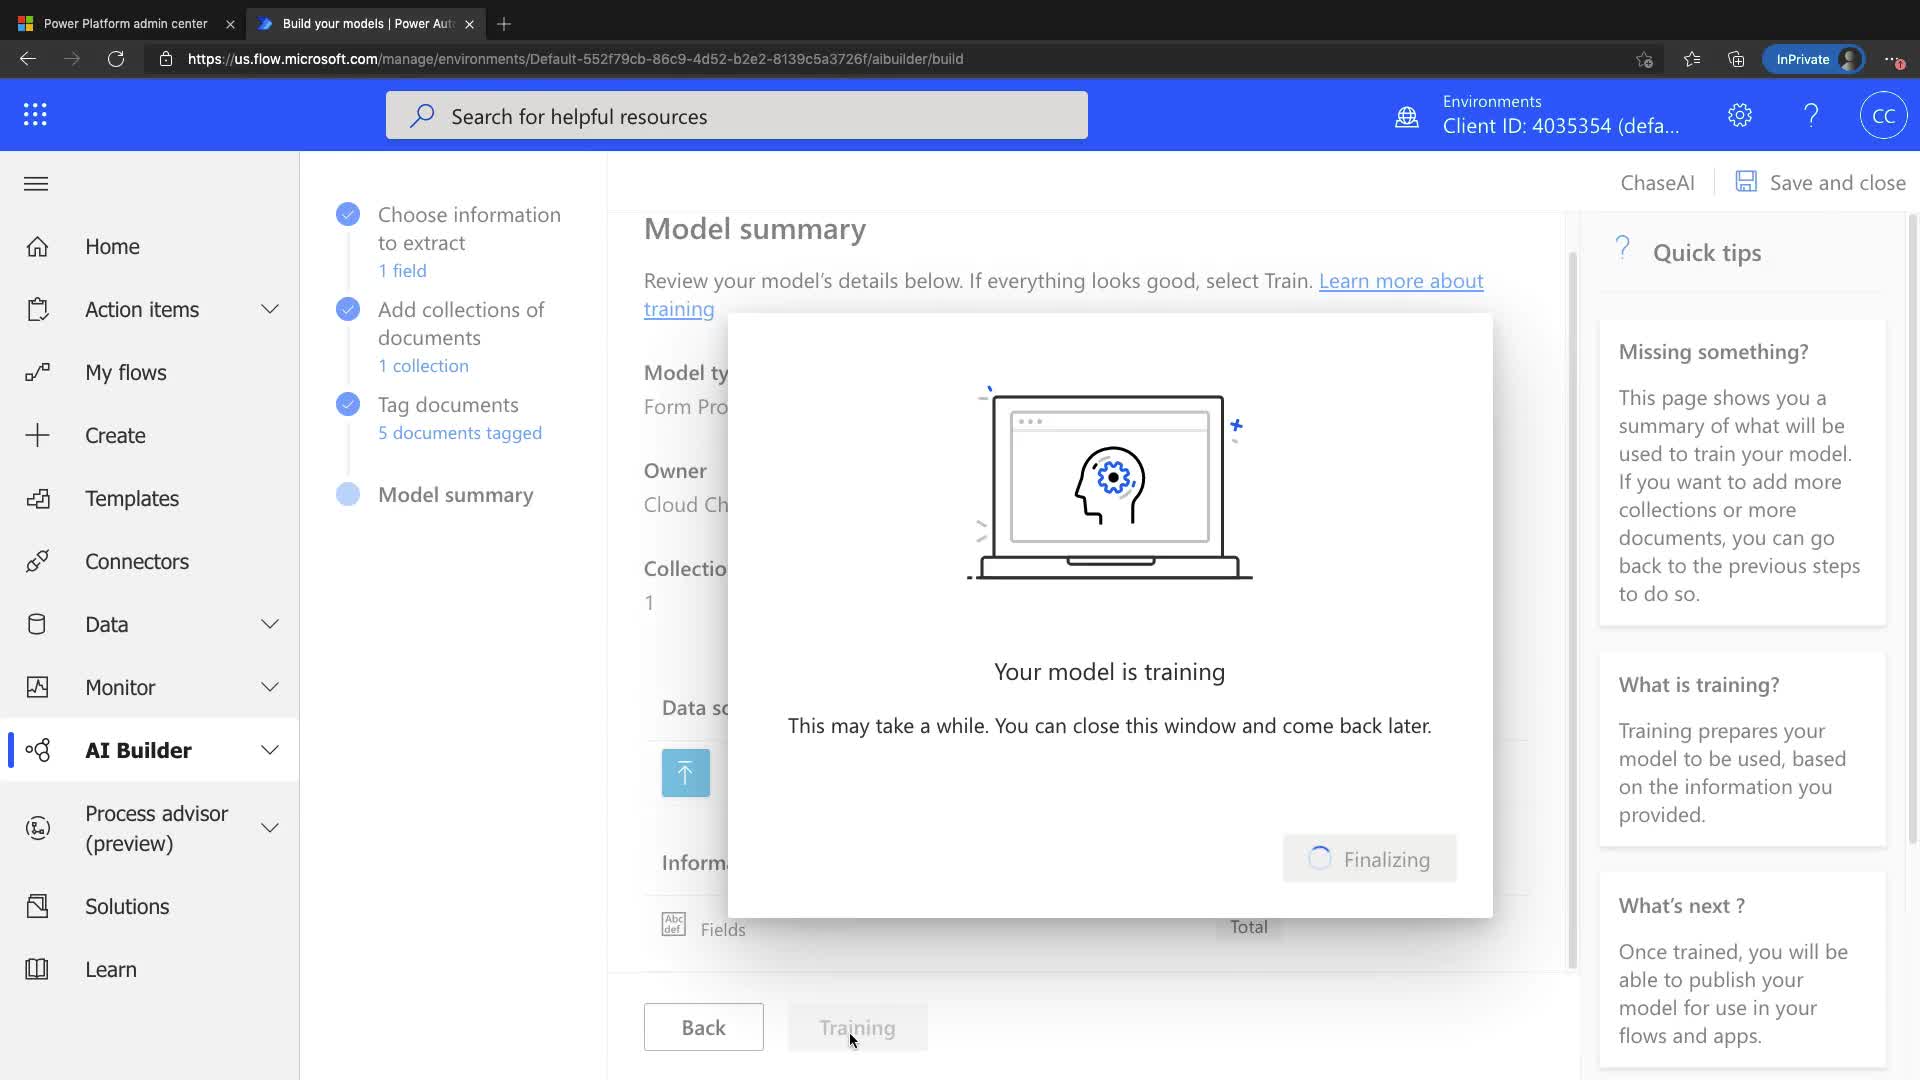 Power Platform admin center
Build your models | Power Aut
https://us.flow.microsoft.com/manage/environments/Default-552f79cb-86c9-4d52-b2e2-8139c5a3726f/aibuilder/build
InPrivate
Search for helpful resources
Environments
Client ID: 4035354 (defa...
CC
ChaseAI
Save and close
Home
Action items
My flows
Create
Templates
Connectors
Data
Monitor
AI Builder
Process advisor
(preview)
Solutions
Learn
Choose information
to extract
1 field
Add collections of
documents
1 collection
Tag documents
5 documents tagged
Model summary
Model summary
Review your model's details below. If everything looks good, select Train. Learn more about
training
Model ty
Form Pro
Owner
Cloud Ch
Collectio
1
Data so
Informa
Abc
def
Fields
Total
Your model is training
This may take a while. You can close this window and come back later.
Finalizing
Back
Training
Quick tips
Missing something?
This page shows you a
summary of what will be
used to train your model.
If you want to add more
collections or more
documents, you can go
back to the previous steps
to do so.
What is training?
Training prepares your
model to be used, based
on the information you
provided.
What's next ?
Once trained, you will be
able to publish your
model for use in your
flows and apps.